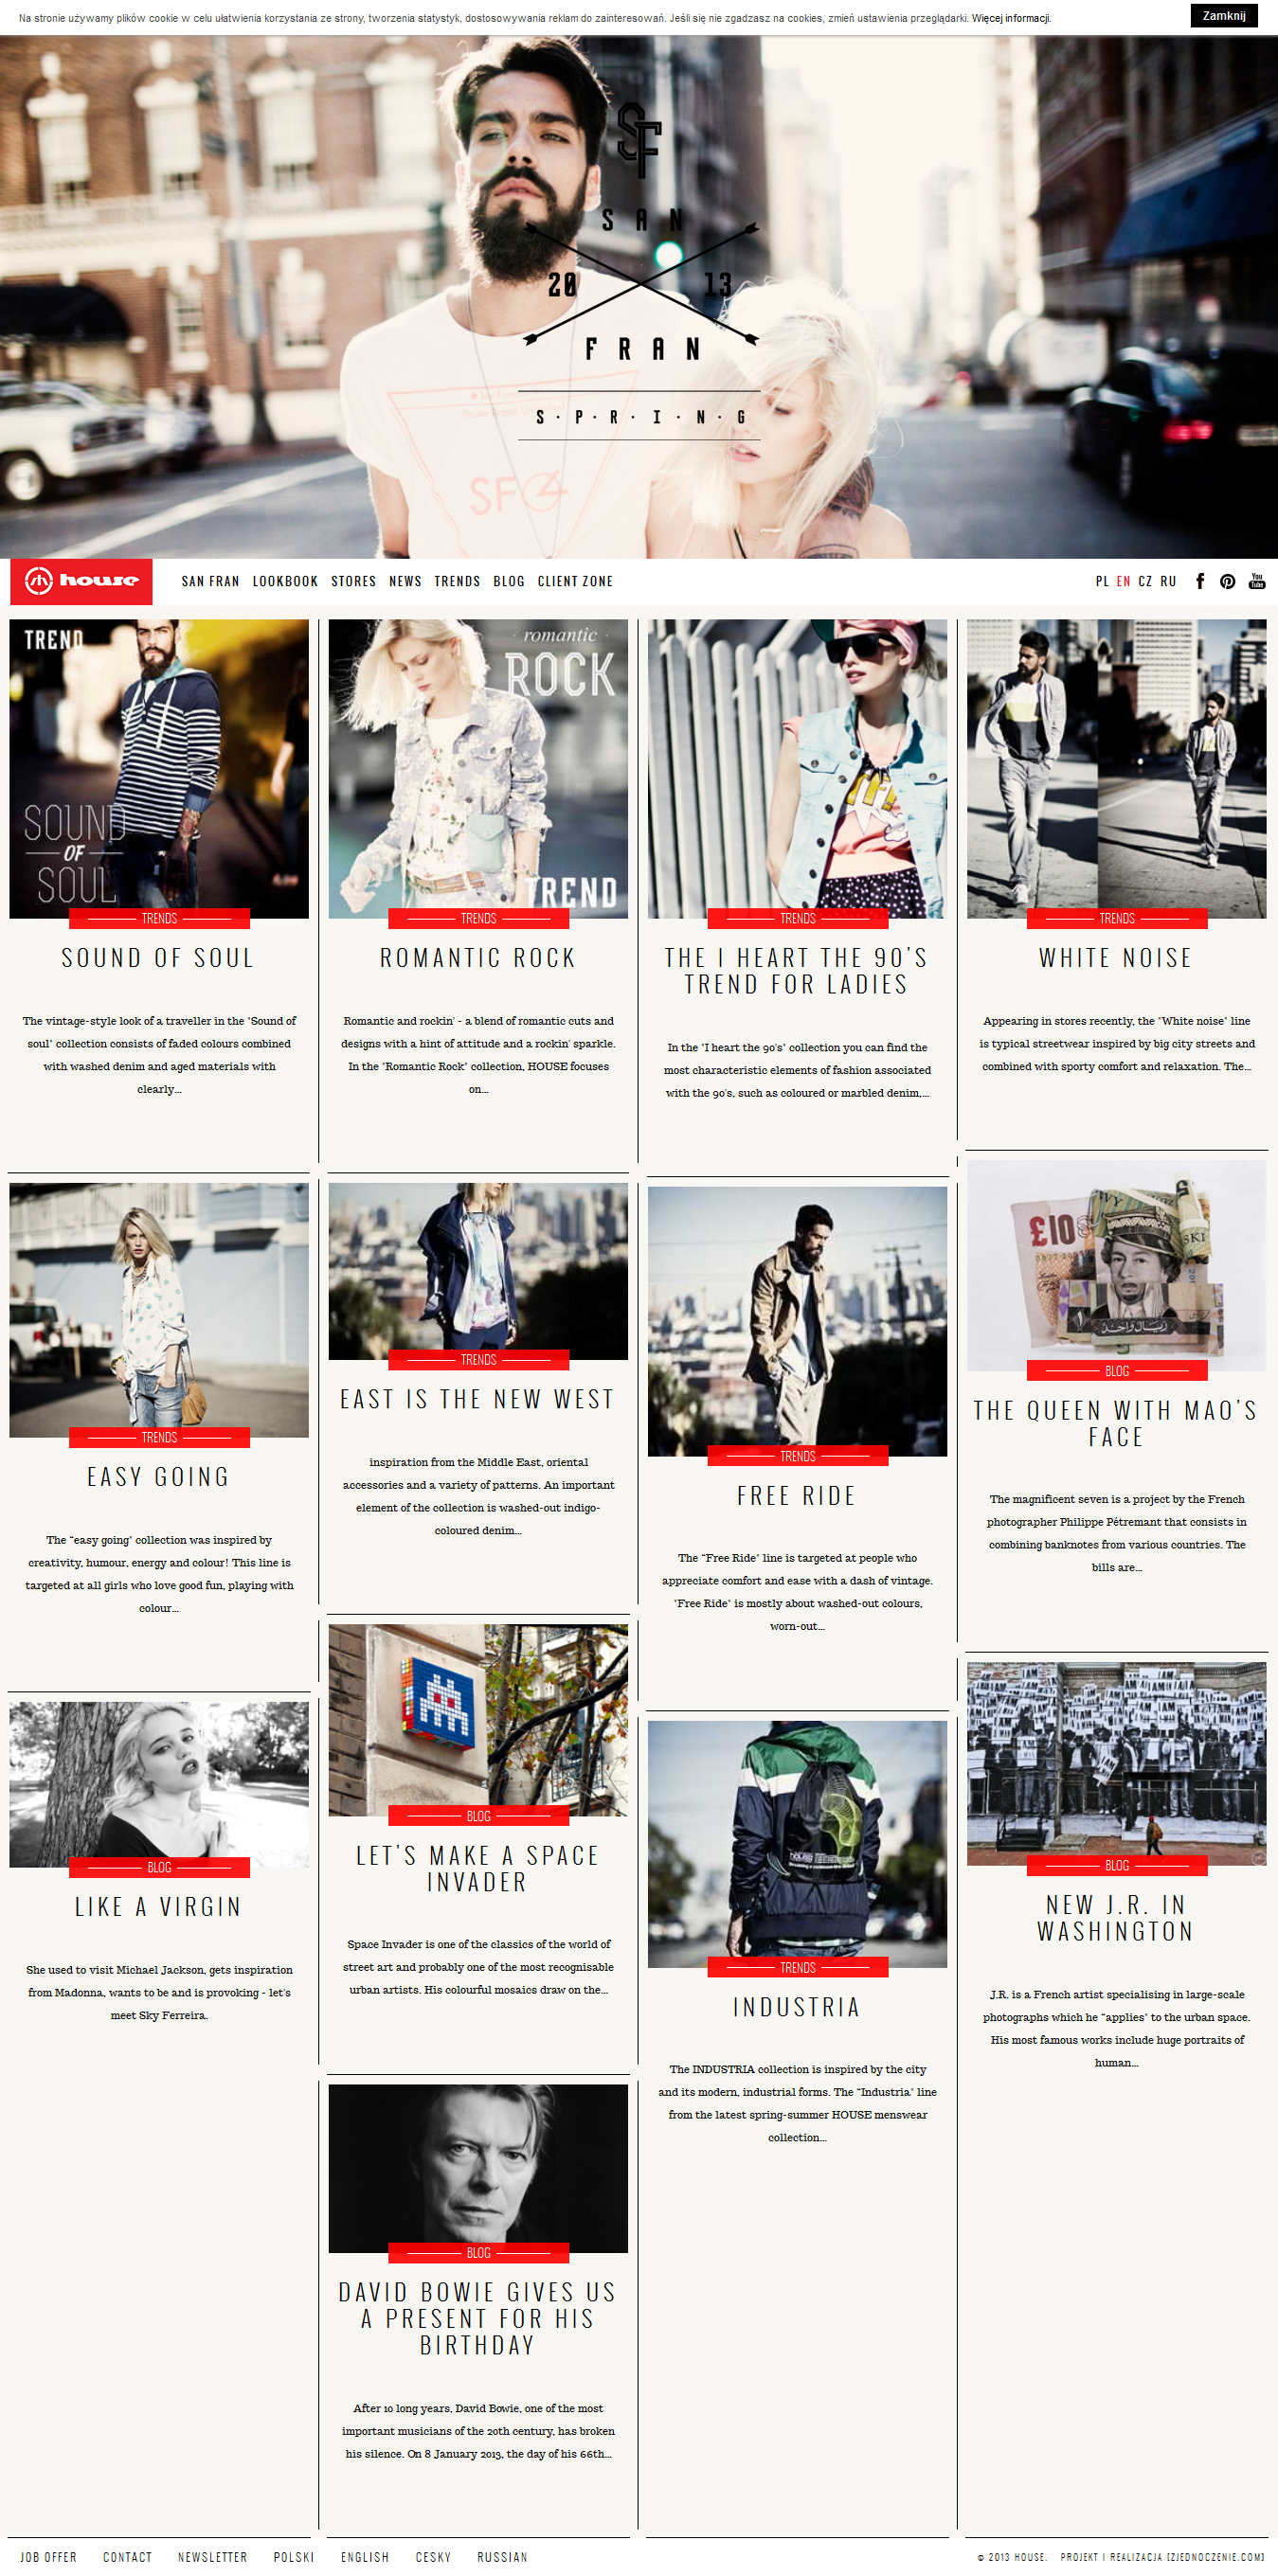 Na stronie używamy plików cookie w celu ułatwienia korzystania ze strony, tworzenia statystyk, dostosowywania reklam do zainteresowań. Jeśli się nie zgadzasz na cookies, zmień ustawienia przeglądarki. Więcej informacji.
Zamknij
SF
SAN
20 13
FRAN
S·P·R·I·N·G
SF
house
SAN FRAN LOOKBOOK STORES NEWS TRENDS BLOG CLIENT ZONE
PL EN CZ RU
You Tube
TREND
SOUND
OF
SOUL
TRENDS
SOUND OF SOUL
The vintage-style look of a traveller in the "Sound of
soul" collection consists of faded colours combined
with washed denim and aged materials with
clearly...
romantic
ROCK
TREND
TRENDS
ROMANTIC ROCK
Romantic and rockin' - a blend of romantic cuts and
designs with a hint of attitude and a rockin' sparkle.
In the "Romantic Rock" collection, HOUSE focuses
on...
TRENDS
THE I HEART THE 90'S
TREND FOR LADIES
In the "I heart the 90's" collection you can find the
most characteristic elements of fashion associated
with the 90's, such as coloured or marbled denim,...
TRENDS
WHITE NOISE
Appearing in stores recently, the "White noise" line
is typical streetwear inspired by big city streets and
combined with sporty comfort and relaxation. The...
TRENDS
EASY GOING
The “easy going" collection was inspired by
creativity, humour, energy and colour! This line is
targeted at all girls who love good fun, playing with
colour...
TRENDS
EAST IS THE NEW WEST
inspiration from the Middle East, oriental
accessories and a variety of patterns. An important
element of the collection is washed-out indigo-
coloured denim...
TRENDS
FREE RIDE
The “Free Ride" line is targeted at people who
appreciate comfort and ease with a dash of vintage.
"Free Ride" is mostly about washed-out colours,
worn-out...
£10
BLOG
THE QUEEN WITH MAO'S
FACE
The magnificent seven is a project by the French
photographer Philippe Pétremant that consists in
combining banknotes from various countries. The
bills are...
BLOG
LIKE A VIRGIN
She used to visit Michael Jackson, gets inspiration
from Madonna, wants to be and is provoking - let's
meet Sky Ferreira.
BLOG
LET'S MAKE A SPACE
INVADER
Space Invader is one of the classics of the world of
street art and probably one of the most recognisable
urban artists. His colourful mosaics draw on the...
TRENDS
INDUSTRIA
The INDUSTRIA collection is inspired by the city
and its modern, industrial forms. The “Industria" line
from the latest spring-summer HOUSE menswear
collection...
BLOG
NEW J.R. IN
WASHINGTON
J.R. is a French artist specialising in large-scale
photographs which he “applies" to the urban space.
His most famous works include huge portraits of
human...
BLOG
DAVID BOWIE GIVES US
A PRESENT FOR HIS
BIRTHDAY
After 10 long years, David Bowie, one of the most
important musicians of the 20th century, has broken
his silence. On 8 January 2013, the day of his 66th...
JOB OFFER CONTACT NEWSLETTER POLSKI ENGLISH CESKY RUSSIAN
© 2013 HOUSE. PROJEKT I REALIZACJA [ZJEDNOCZENIE.COM]